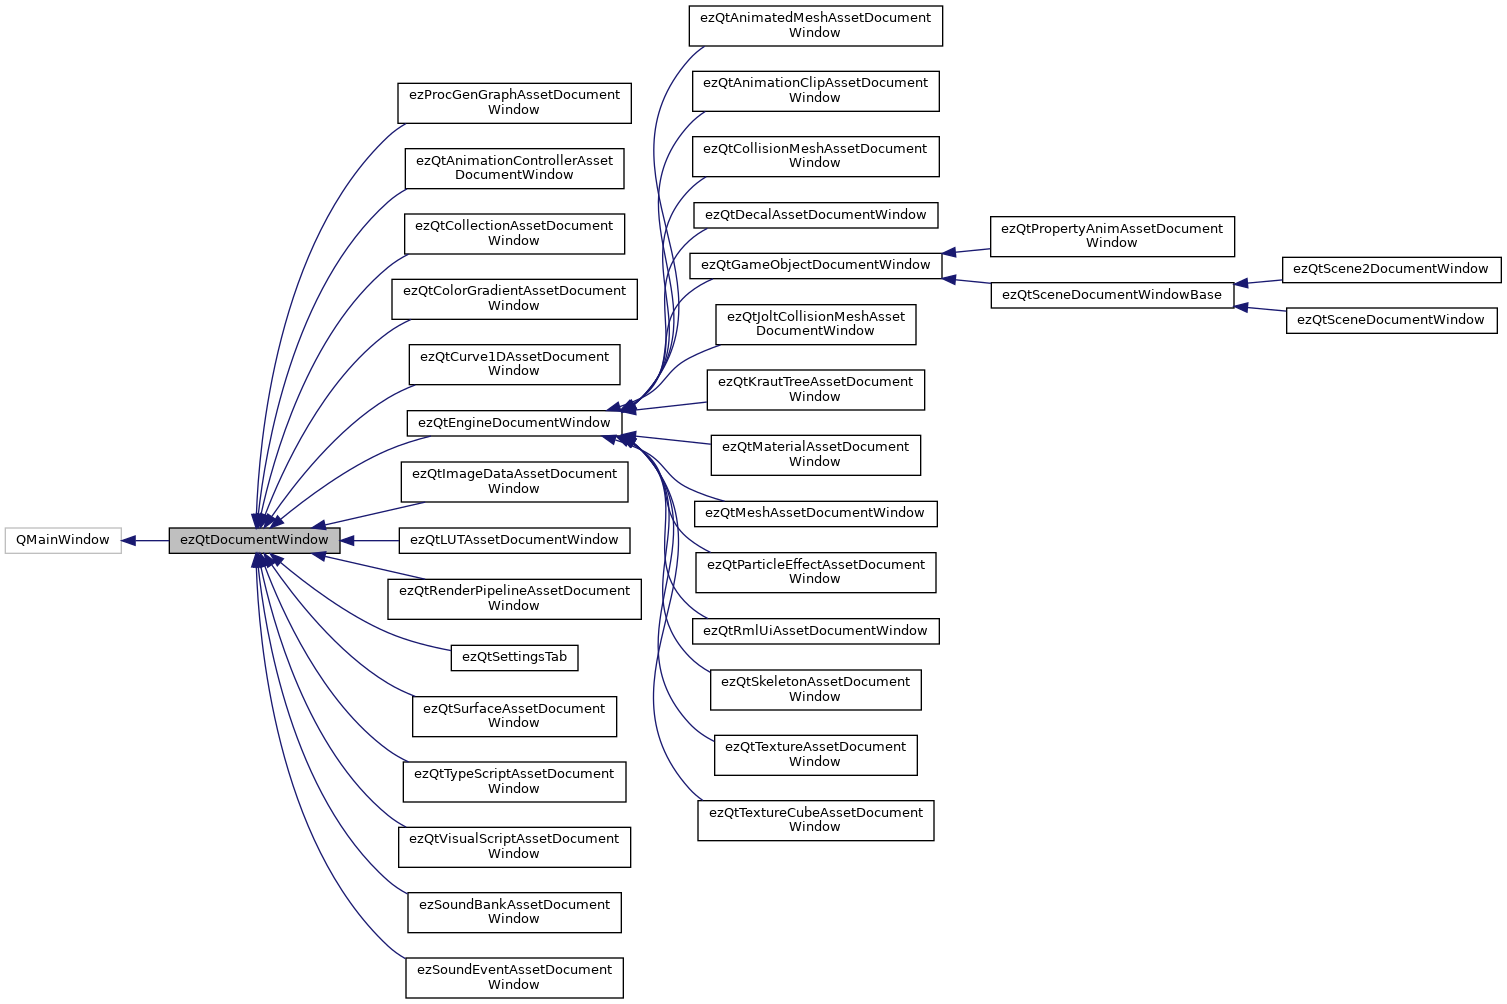 QMainWindow
ezQtDocumentWindow
ezProcGenGraphAssetDocument
Window
ezQtAnimationControllerAsset
DocumentWindow
ezQtCollectionAssetDocument
Window
ezQtColorGradientAssetDocument
Window
ezQtCurve1DAssetDocument
Window
ezQtEngineDocumentWindow
ezQtImageDataAssetDocument
Window
ezQtLUTAssetDocumentWindow
ezQtRenderPipelineAssetDocument
Window
ezQtSettingsTab
ezQtSurfaceAssetDocument
Window
ezQtTypeScriptAssetDocument
Window
ezQtVisualScriptAssetDocument
Window
ezSoundBankAssetDocument
Window
ezSoundEventAssetDocument
Window
ezQtAnimatedMeshAssetDocument
Window
ezQtAnimationClipAssetDocument
Window
ezQtCollisionMeshAssetDocument
Window
ezQtDecalAssetDocumentWindow
ezQtGameObjectDocumentWindow
ezQtJoltCollisionMeshAsset
DocumentWindow
ezQtKrautTreeAssetDocument
Window
ezQtMaterialAssetDocument
Window
ezQtMeshAssetDocumentWindow
ezQtParticleEffectAssetDocument
Window
ezQtRmlUiAssetDocumentWindow
ezQtSkeletonAssetDocument
Window
ezQtTextureAssetDocument
Window
ezQtTextureCubeAssetDocument
Window
ezQtPropertyAnimAssetDocument
Window
ezQtSceneDocumentWindowBase
ezQtScene2DocumentWindow
ezQtSceneDocumentWindow